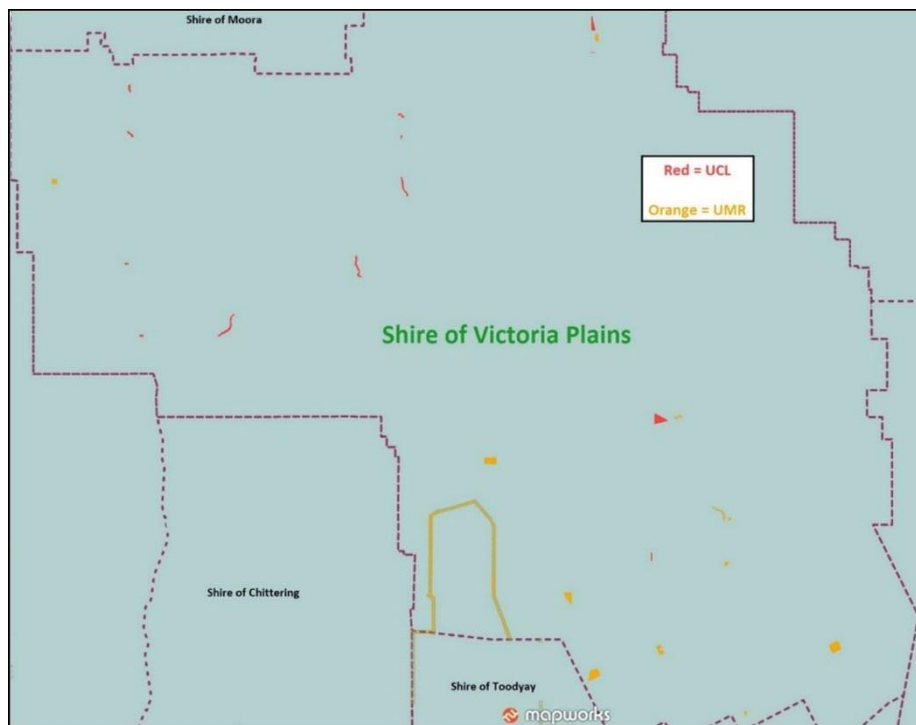 Shire of Moora
Red = UCL
Orange = UMR
Shire of Victoria Plains
Shire of Chittering
Shire of Toodyay
mapworks